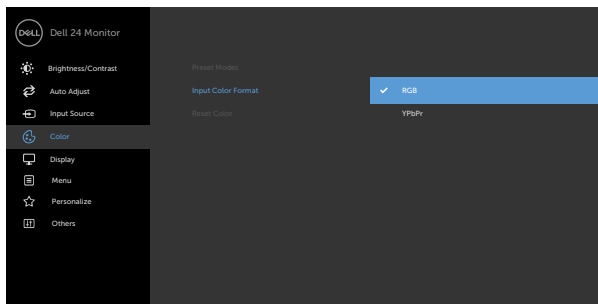 DELL Dell 24 Monitor
Brightness/Contrast
Auto Adjust
Input Source
Color
Display
Menu
Personalize
Others
Preset Modes
Input Color Format
Reset Color
RGB
YPbPr